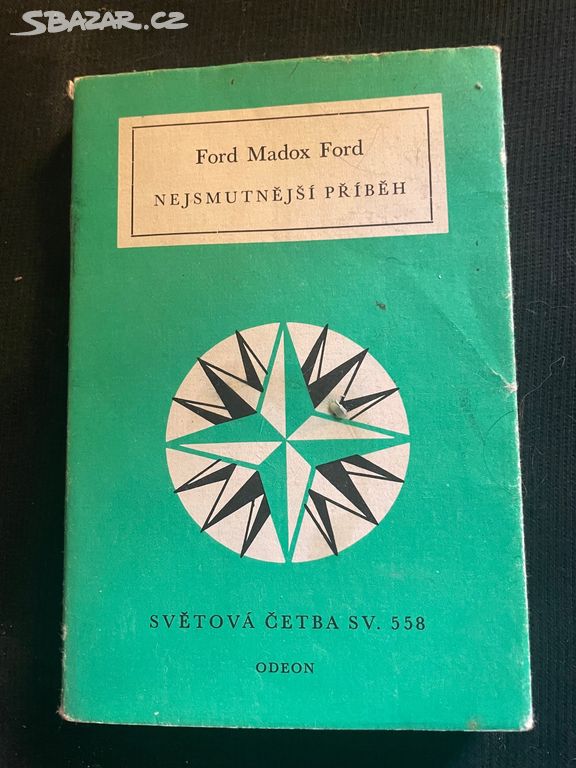 SBAZAR.CZ
Ford Madox Ford
NEJSMUTNĚJŠÍ PŘÍBĚH
SVĚTOVÁ ČETBA SV. 558
ODEON